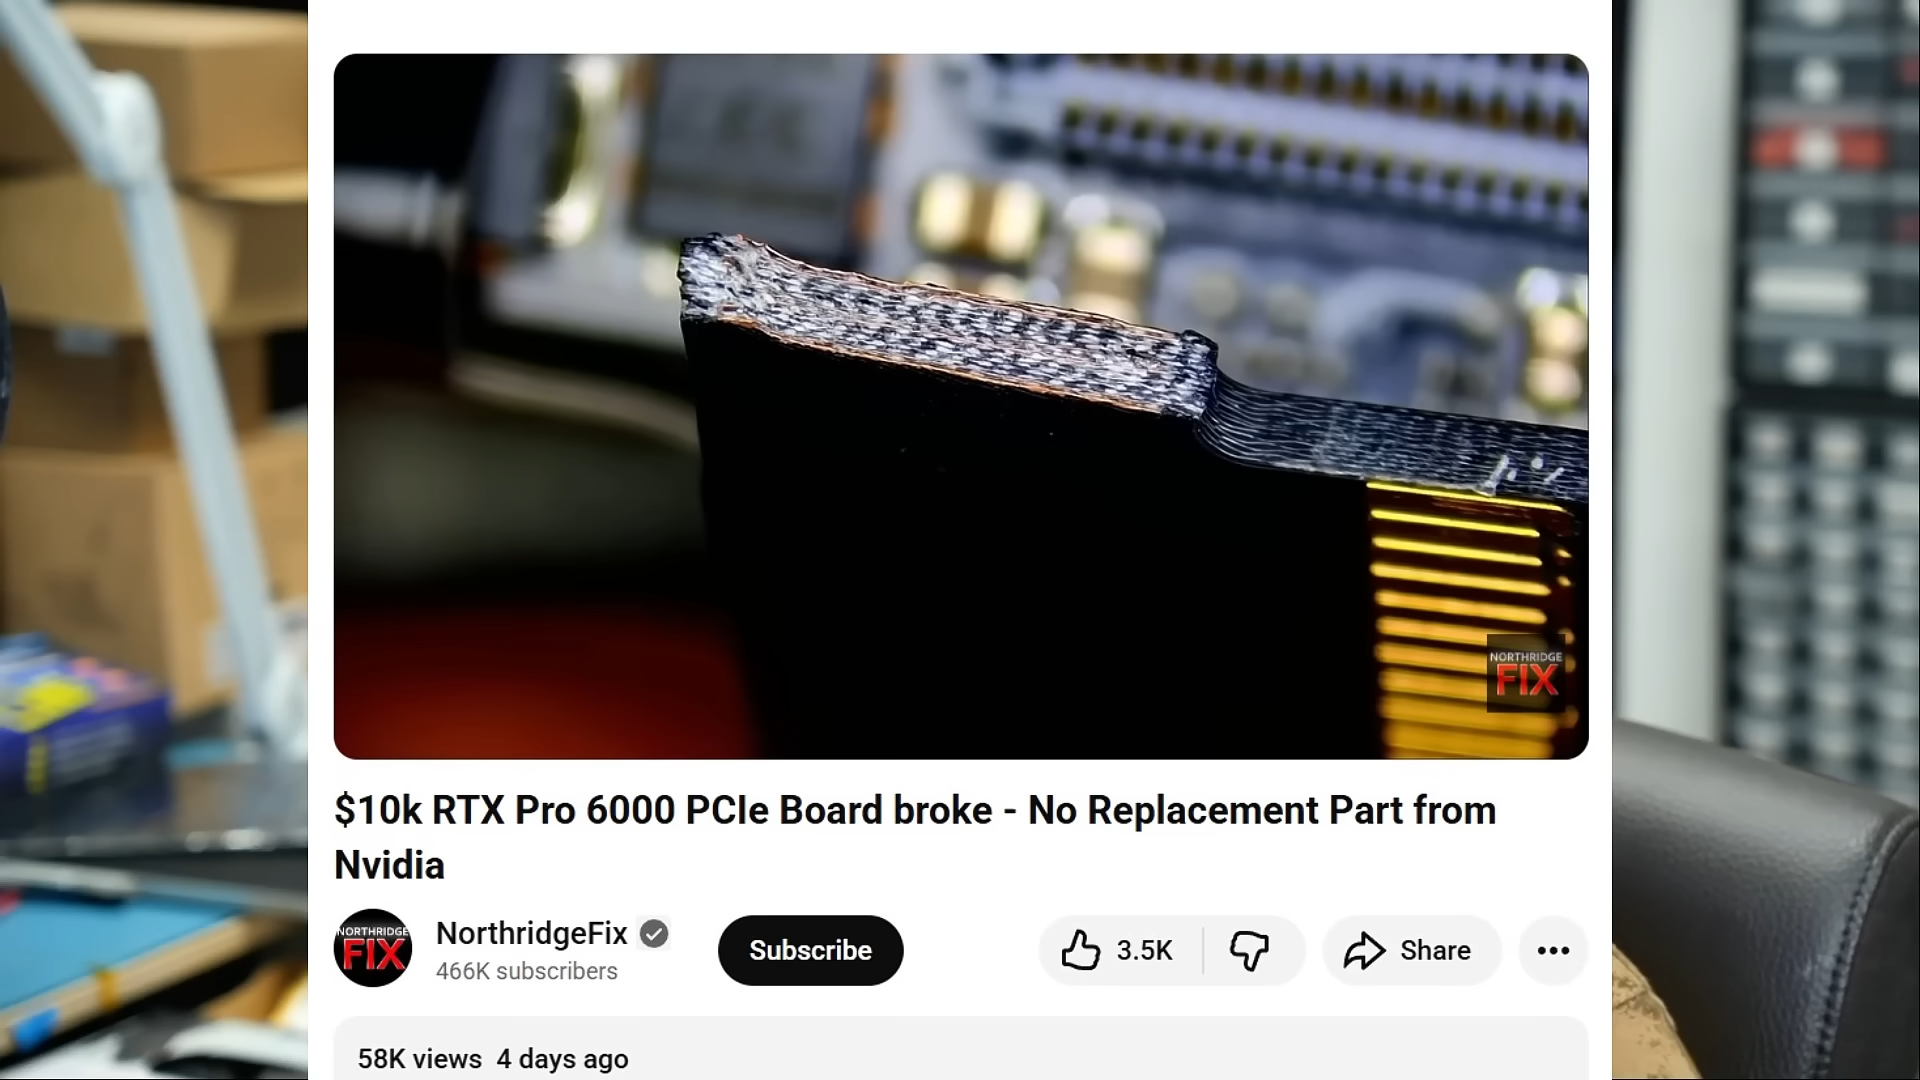 NORTHRIDGE
FIX
$10k RTX Pro 6000 PCIe Board broke - No Replacement Part from
Nvidia
NORTHRIDGE
FIX
NorthridgeFix
466K subscribers
Subscribe
3.5K
Share
58K views 4 days ago